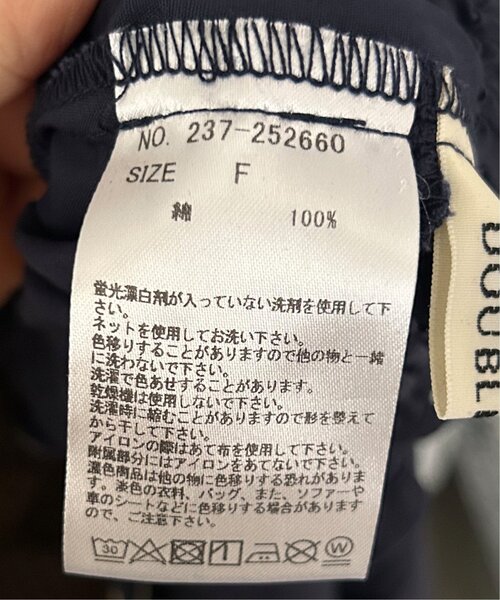 NO. 237-252660
SIZE F
綿 100%
蛍光漂白剤が入っていない洗剤を使用して下
さい。
ネットを使用してお洗い下さい。
色移りすることがありますので他の物と一緒
に洗わないで下さい。
洗濯で色あせすることがあります。
乾燥機は使用しないで下さい。
洗濯時に縮むことがありますので形を整えて
から干して下さい。
アイロンの際はあて布を使用して下さい。
附属部分にはアイロンをあてないで下さい。
濃色商品は他の物に色移りする恐れがありま
す。淡色の衣料、バッグ、また、ソファーや
車のシートなどに色移りする場合があります
ので、ご注意下さい。
30
W
DOUBL